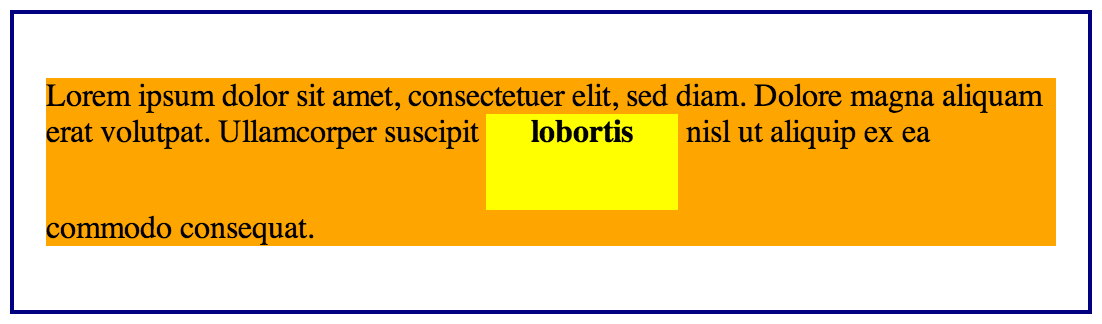 Lorem ipsum dolor sit amet, consectetuer elit, sed diam. Dolore magna aliquam
erat volutpat. Ullamcorper suscipit lobortis nisl ut aliquip ex ea
commodo consequat.